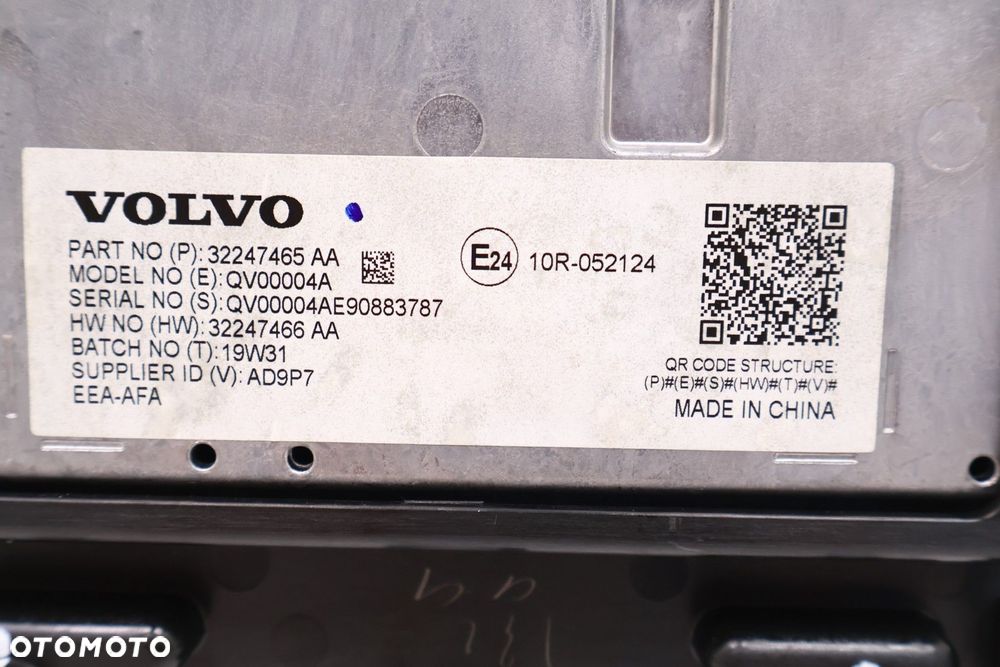 VOLVO
PART NO (P): 32247465 AA
MODEL NO (E): QV00004A
SERIAL NO (S): QV00004AE90883787
HW NO (HW): 32247466 AA
BATCH NO (T): 19W31
SUPPLIER ID (V): AD9P7
EEA-AFA
E24 10R-052124
QR CODE STRUCTURE:
(P)#(E)#(S)#(HW)#(T)#(V)#
MADE IN CHINA
OTOMOTO